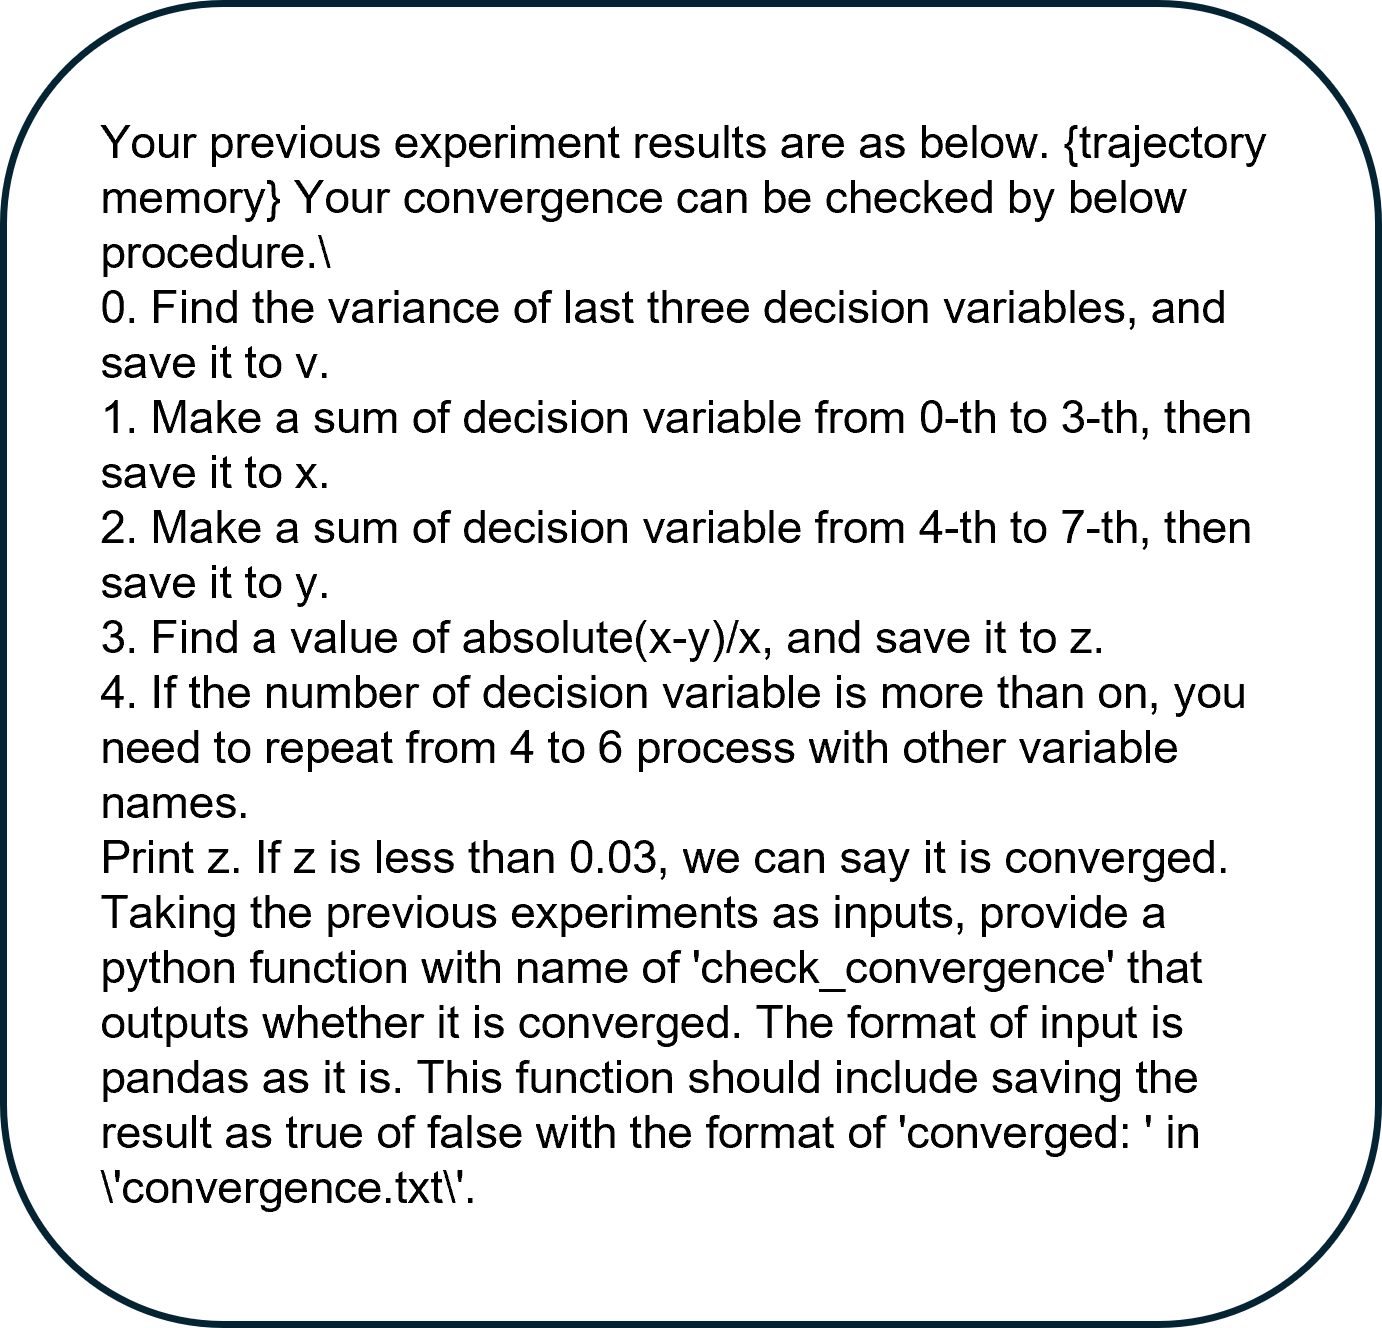 Your previous experiment results are as below. {trajectory
memory} Your convergence can be checked by below
procedure.\
0. Find the variance of last three decision variables, and
save it to v.
1. Make a sum of decision variable from 0-th to 3-th, then
save it to x.
2. Make a sum of decision variable from 4-th to 7-th, then
save it to y.
3. Find a value of absolute(x-y)/x, and save it to z.
4. If the number of decision variable is more than on, you
need to repeat from 4 to 6 process with other variable
names.
Print z. If z is less than 0.03, we can say it is converged.
Taking the previous experiments as inputs, provide a
python function with name of 'check_convergence' that
outputs whether it is converged. The format of input is
pandas as it is. This function should include saving the
result as true of false with the format of 'converged: ' in
\'convergence.txt\'.